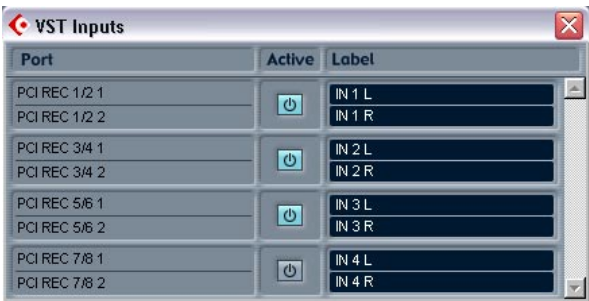 VST Inputs
Port Active Label
PCI REC 1/2 1 IN 1 L
PCI REC 1/2 2 IN 1 R
PCI REC 3/4 1 IN 2 L
PCI REC 3/4 2 IN 2 R
PCI REC 5/6 1 IN 3 L
PCI REC 5/6 2 IN 3 R
PCI REC 7/8 1 IN 4 L
PCI REC 7/8 2 IN 4 R